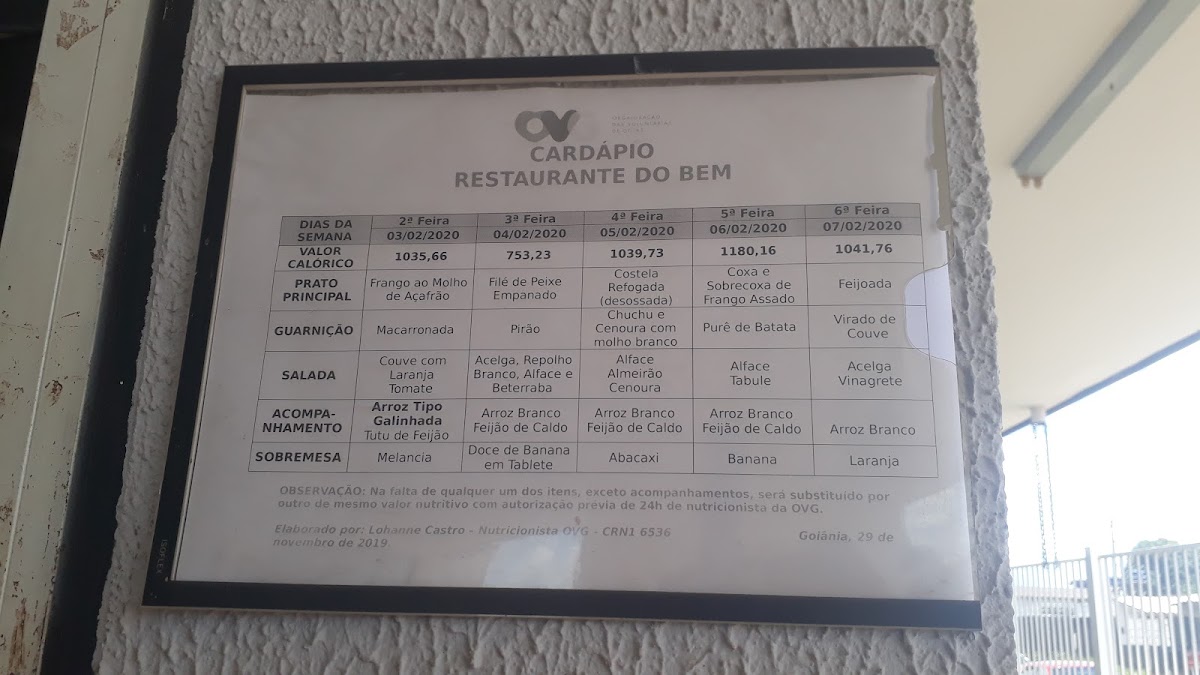 OVG
ORGANIZAÇÃO
DAS VOLUNTÁRIAS
DE GOIÁS
CARDÁPIO
RESTAURANTE DO BEM
DIAS DA SEMANA 2ª Feira 3ª Feira 4ª Feira 5ª Feira 6ª Feira
03/02/2020 04/02/2020 05/02/2020 06/02/2020 07/02/2020
VALOR CALÓRICO 1035,66 753,23 1039,73 1180,16 1041,76
PRATO PRINCIPAL Frango ao Molho de Açafrão Filé de Peixe Empanado Costela Refogada (desossada) Coxa e Sobrecoxa de Frango Assado Feijoada
GUARNIÇÃO Macarronada Pirão Chuchu e Cenoura com molho branco Purê de Batata Virado de Couve
SALADA Couve com Laranja Tomate Acelga, Repolho Branco, Alface e Beterraba Alface Almeirão Cenoura Alface Tabule Acelga Vinagrete
ACOMPA-NHAMENTO Arroz Tipo Galinhada Tutu de Feijão Arroz Branco Feijão de Caldo Arroz Branco Feijão de Caldo Arroz Branco Feijão de Caldo Arroz Branco
SOBREMESA Melancia Doce de Banana em Tablete Abacaxi Banana Laranja
OBSERVAÇÃO: Na falta de qualquer um dos itens, exceto acompanhamentos, será substituido por
outro de mesmo valor nutritivo com autorização prévia de 24h de nutricionista da OVG.
Elaborado por: Lohanne Castro – Nutricionista OVG - CRN1 6536 Goiânia, 29 de
novembro de 2019.
ISOFLEX